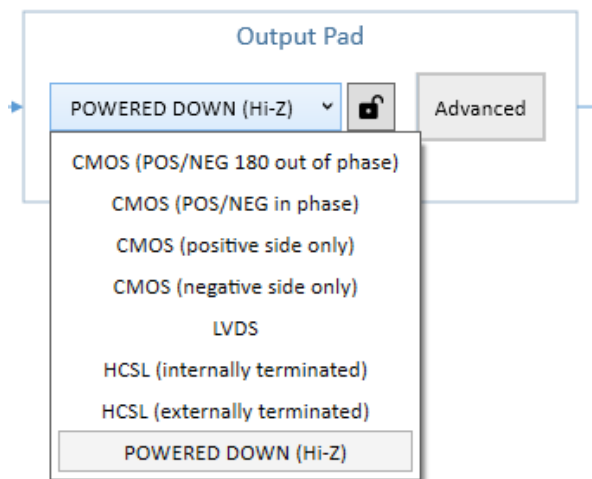 Output Pad
POWERED DOWN (Hi-Z)
Advanced
CMOS (POS/NEG 180 out of phase)
CMOS (POS/NEG in phase)
CMOS (positive side only)
CMOS (negative side only)
LVDS
HCSL (internally terminated)
HCSL (externally terminated)
POWERED DOWN (Hi-Z)